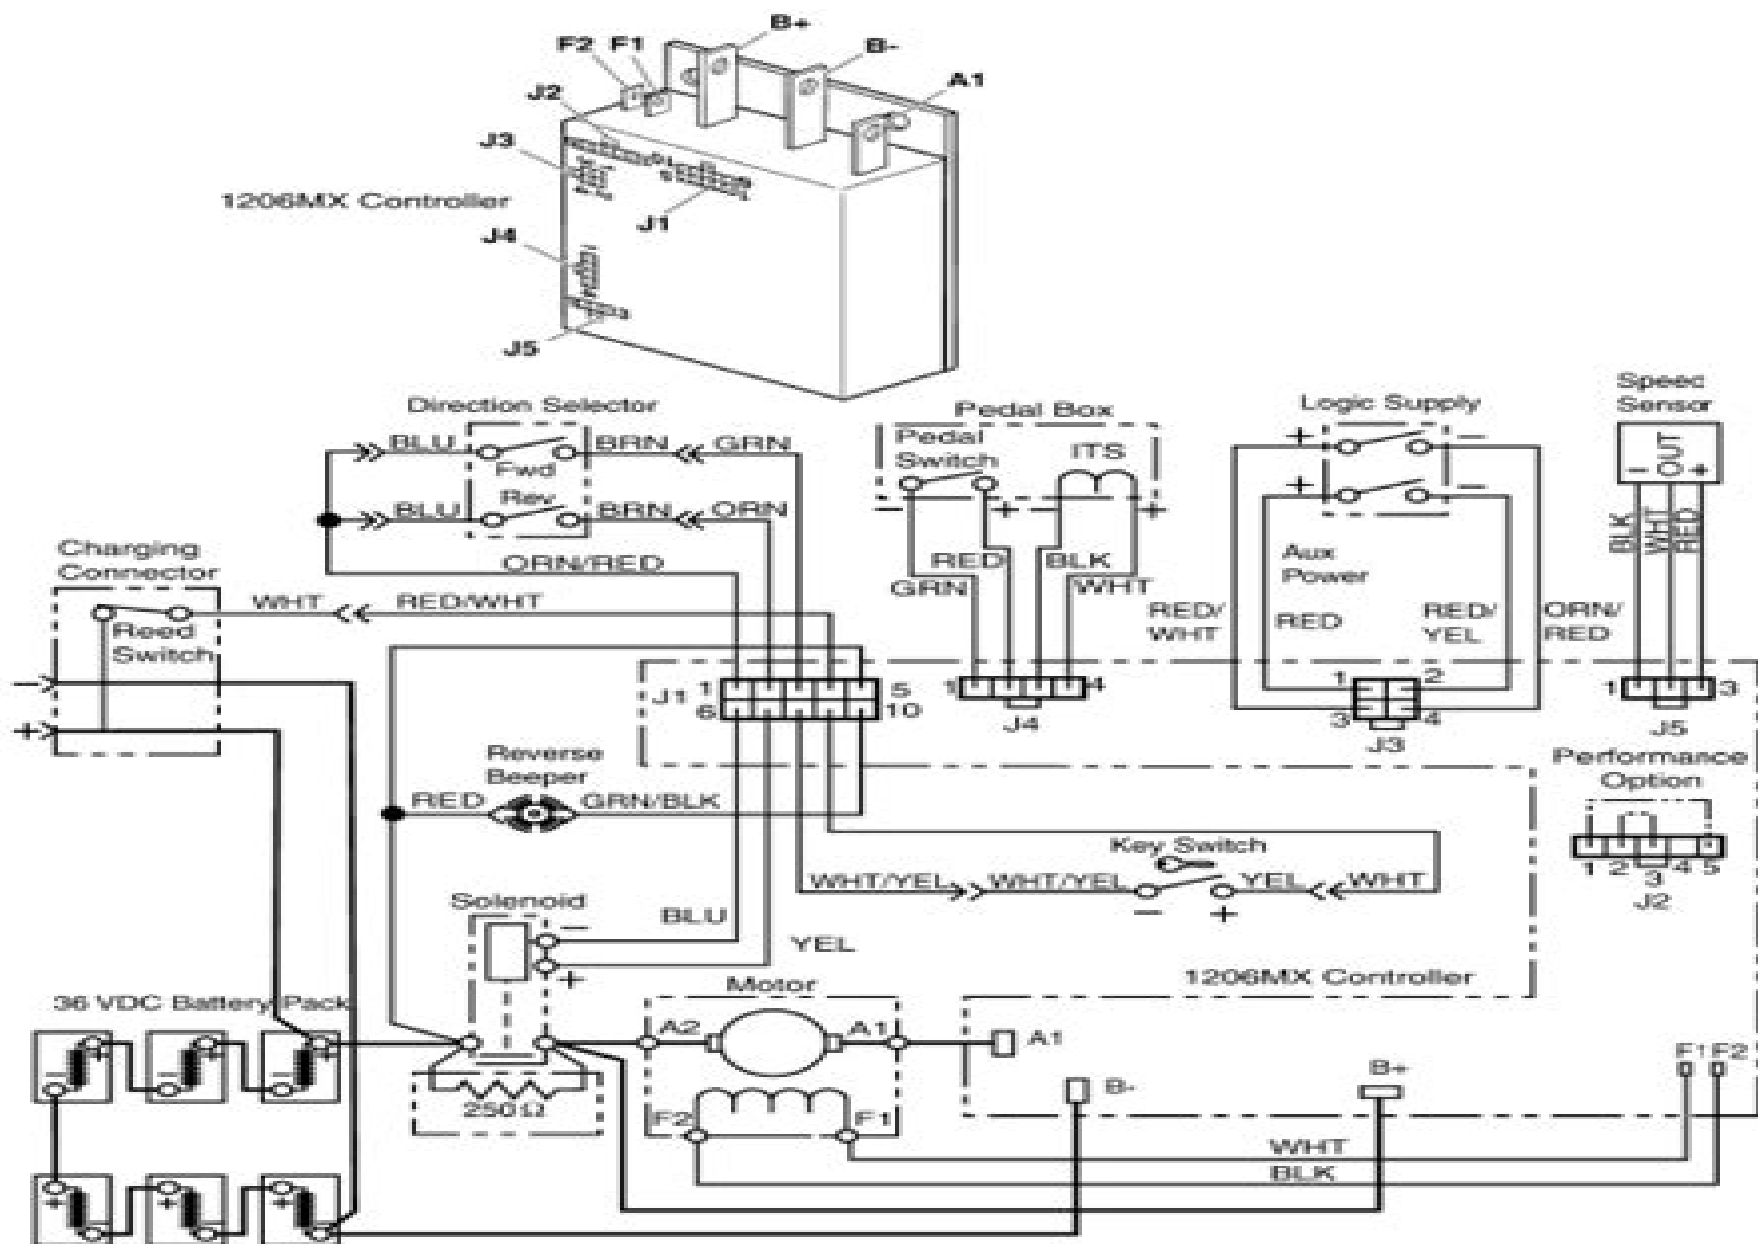 B+
F2 F1
B-
J2
A1
J3
1206MX Controller
J1
J4
J5
Direction Selector
BLU
BRN
GRN
Fwd
Rev
BLU
BRN
ORN
ORN/RED
Pedal Box
Pedal
Switch
ITS
-
+
+
RED
BLK
GRN
WHT
Logic Supply
+
-
+
-
Aux
Power
RED/
WHT
RED
RED/
YEL
ORN/
RED
Speec
Sensor
-
OUT
+
BLK
WHT
RED
Charging
Connector
WHT
RED/WHT
Reed
Switch
-
+
J1
1
5
6
10
1
4
J4
1
2
3
4
J3
1
3
J5
Reverse
Beeper
RED
GRN/BLK
Performance
Option
1
2
3
4
5
J2
Key Switch
WHT/YEL
WHT/YEL
YEL
WHT
-
+
Solenoid
BLU
-
YEL
+
1206MX Controller
36 VDC Battery Pack
Motor
A2
A1
A1
250Ω
F2
F1
B-
B+
F1 F2
WHT
BLK
-
+
-
+
-
+
+
+
+